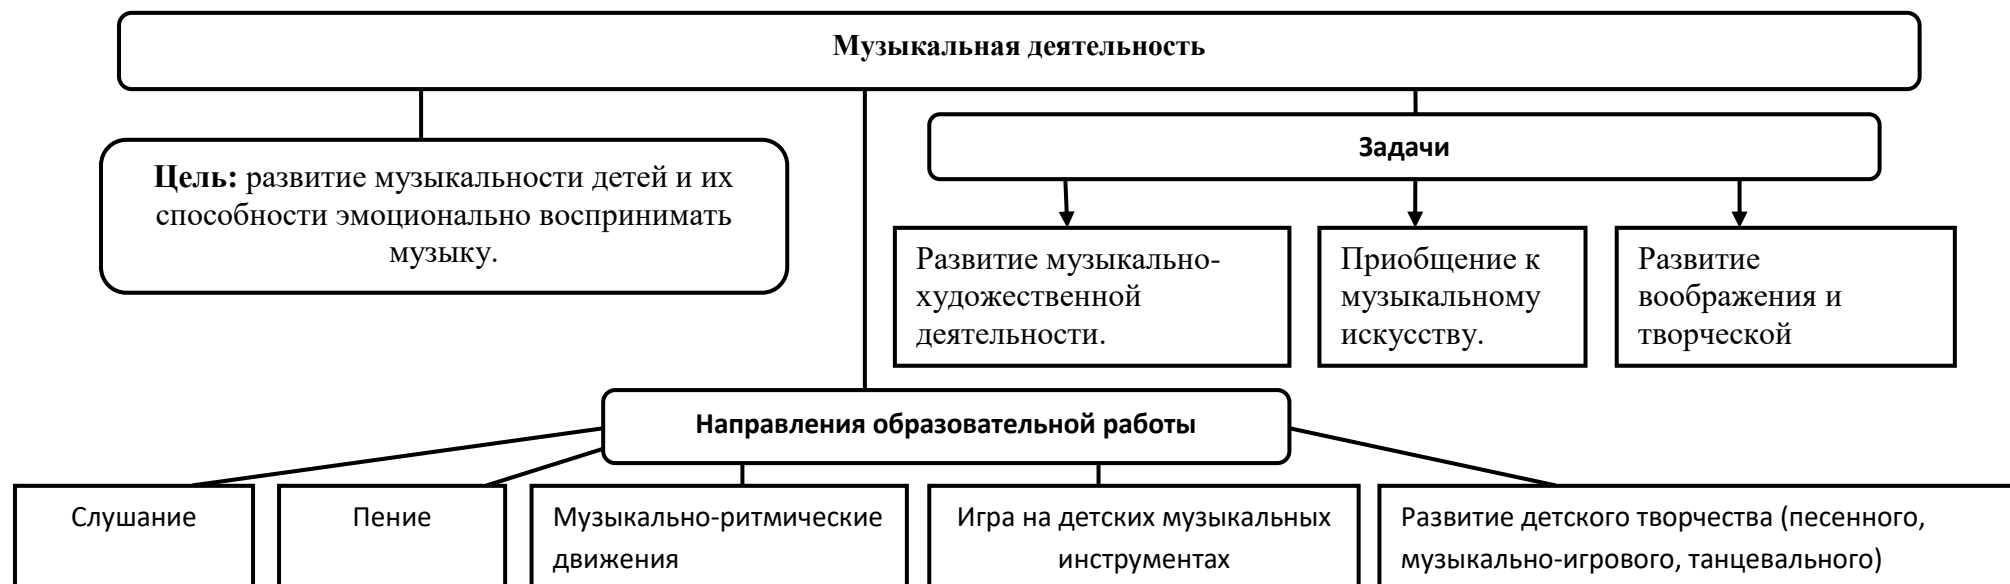 Музыкальная деятельность
Задачи
Цель: развитие музыкальности детей и их
способности эмоционально воспринимать
музыку.
Развитие музыкально-
художественной
деятельности.
Приобщение к
музыкальному
искусству.
Развитие
воображения и
творческой
Направления образовательной работы
Слушание
Пение
Музыкально-ритмические
движения
Игра на детских музыкальных
инструментах
Развитие детского творчества (песенного,
музыкально-игрового, танцевального)